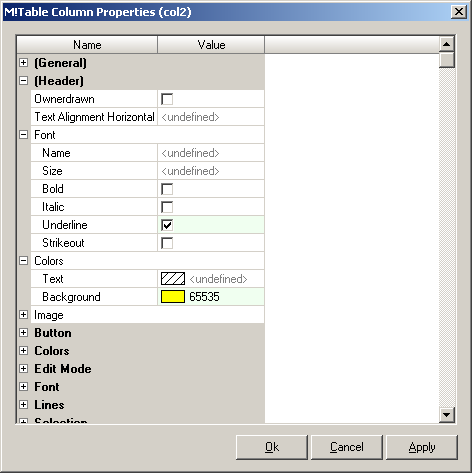 M!Table Column Properties (col2)
Name Value
(General)
(Header)
Ownerdrawn
Text Alignment Horizontal <undefined>
Font
Name <undefined>
Size <undefined>
Bold
Italic
Underline
Strikeout
Colors
Text <undefined>
Background 65535
Image
Button
Colors
Edit Mode
Font
Lines
Selection
Ok Cancel Apply